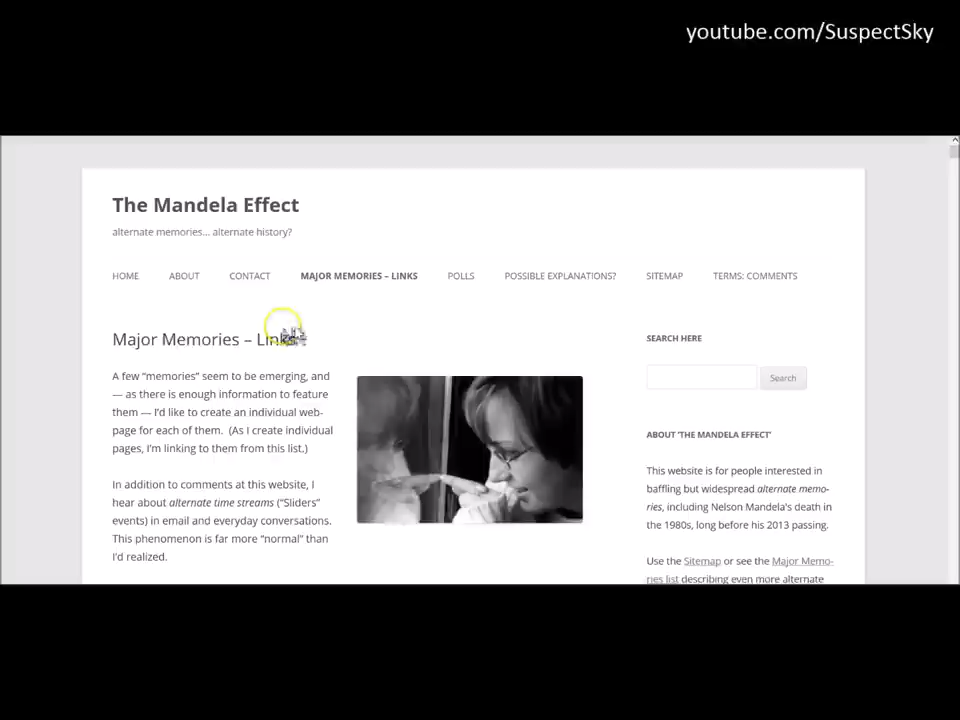 youtube.com/SuspectSky
The Mandela Effect
alternate memories... alternate history?
HOME ABOUT CONTACT MAJOR MEMORIES – LINKS POLLS POSSIBLE EXPLANATIONS? SITEMAP TERMS: COMMENTS
Major Memories – Links
A few “memories” seem to be emerging, and
— as there is enough information to feature
them — I’d like to create an individual web-
page for each of them. (As I create individual
pages, I’m linking to them from this list.)
In addition to comments at this website, I
hear about alternate time streams (“Sliders”
events) in email and everyday conversations.
This phenomenon is far more “normal” than
I’d realized.
SEARCH HERE
Search
ABOUT ‘THE MANDELA EFFECT’
This website is for people interested in
baffling but widespread alternate memo-
ries, including Nelson Mandela's death in
the 1980s, long before his 2013 passing.
Use the Sitemap or see the Major Memo-
ries list describing even more alternate